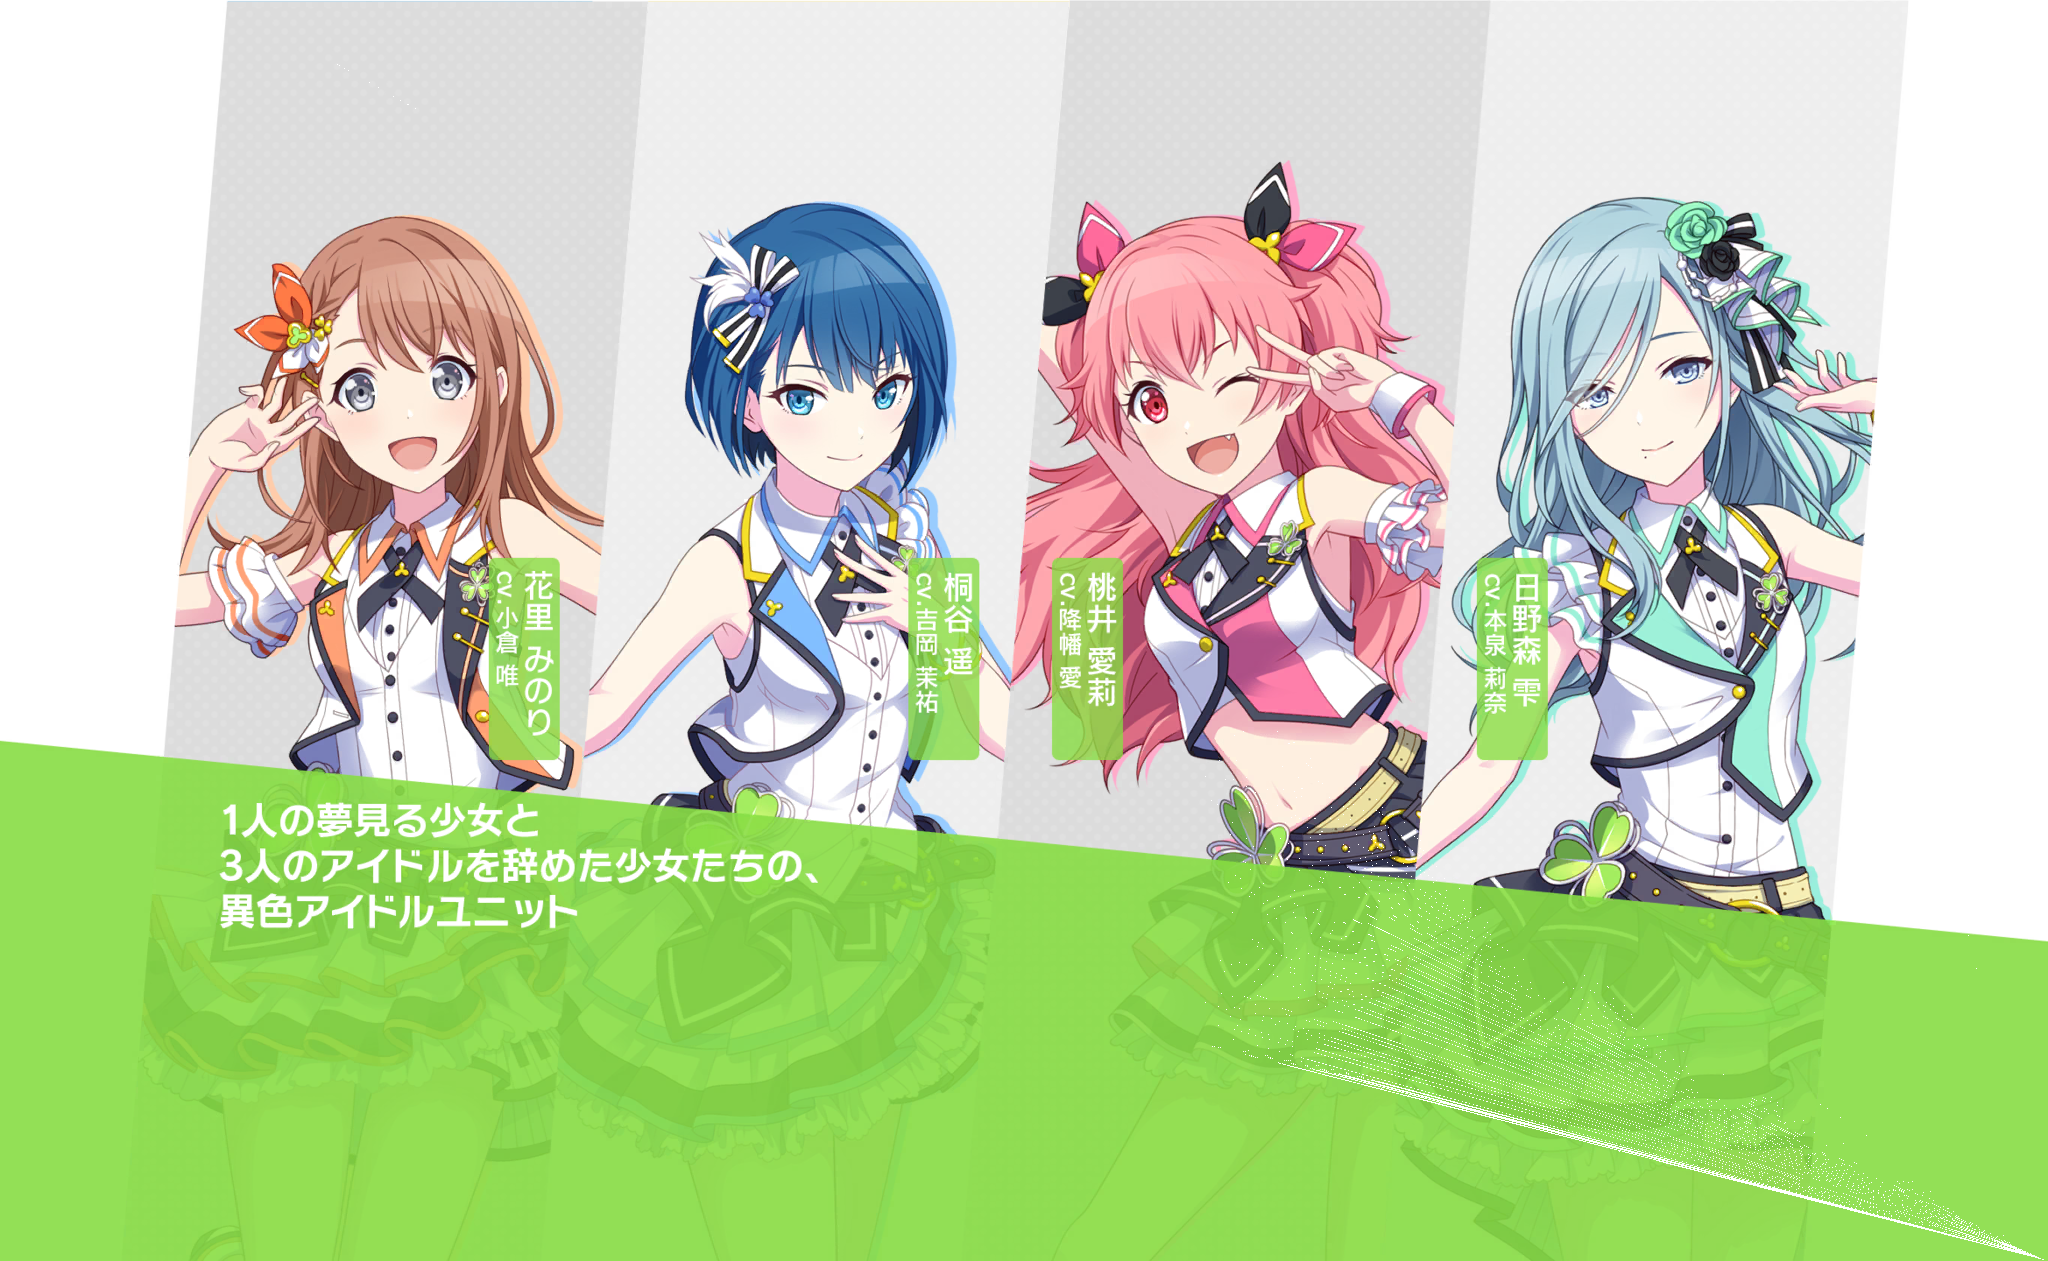 花里 みのり
CV.小倉 唯
桐谷 遥
CV.吉岡 茉祐
桃井 愛莉
CV.降幡 愛
日野森 雫
CV.本泉 莉奈
1人の夢見る少女と
3人のアイドルを辞めた少女たちの、
異色アイドルユニット